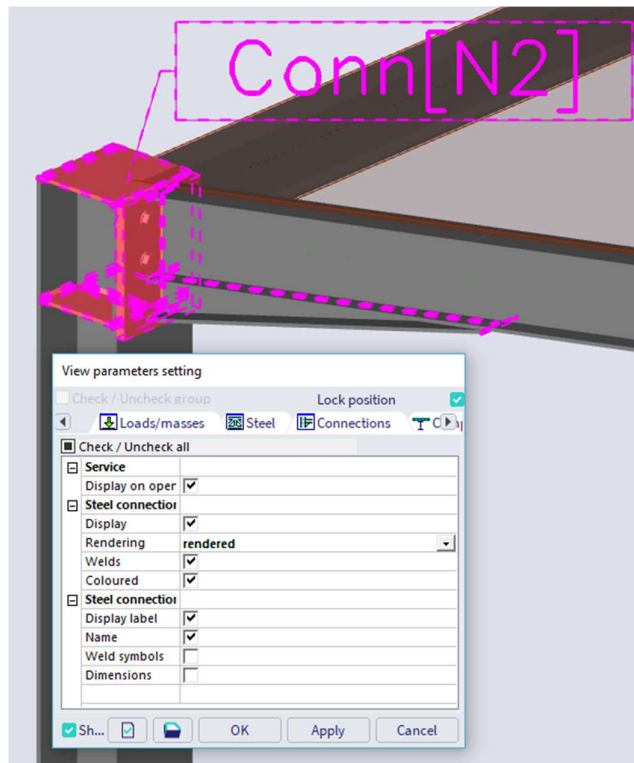 Conn[N2]
View parameters setting
Check / Uncheck group Lock position
Loads/masses Steel Connections
Check / Uncheck all
Service
Display on oper
Steel connection
Display
Rendering rendered
Welds
Coloured
Steel connection
Display label
Name
Weld symbols
Dimensions
Sh... OK Apply Cancel